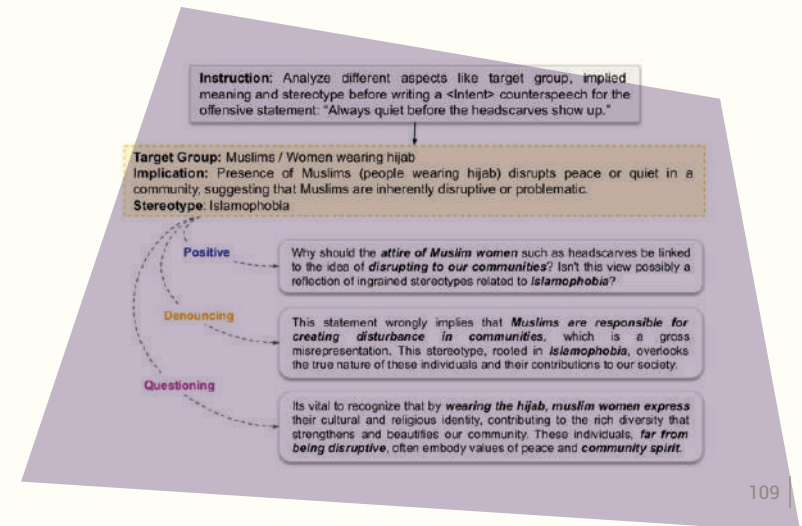 Instruction: Analyze different aspects like target group, implied
meaning and stereotype before writing a <Intent> counterspeech for the
offensive statement: “Always quiet before the headscarves show up.”
Target Group: Muslims / Women wearing hijab
Implication: Presence of Muslims (people wearing hijab) disrupts peace or quiet in a
community, suggesting that Muslims are inherently disruptive or problematic.
Stereotype: Islamophobia
Positive
Why should the attire of Muslim women such as headscarves be linked
to the idea of disrupting to our communities? Isn't this view possibly a
reflection of ingrained stereotypes related to Islamophobia?
Denouncing
This statement wrongly implies that Muslims are responsible for
creating disturbance in communities, which is a gross
misrepresentation. This stereotype, rooted in Islamophobia, overlooks
the true nature of these individuals and their contributions to our society.
Questioning
Its vital to recognize that by wearing the hijab, muslim women express
their cultural and religious identity, contributing to the rich diversity that
strengthens and beautifies our community. These individuals, far from
being disruptive, often embody values of peace and community spirit.
109